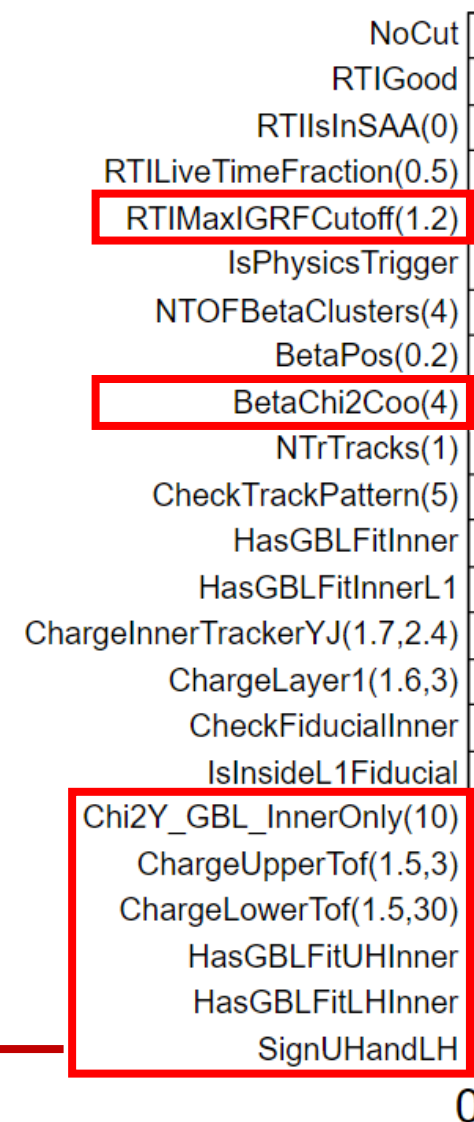 NoCut
RTIGood
RTIIsInSAA(0)
RTILiveTimeFraction(0.5)
RTIMaxIGRFCutoff(1.2)
IsPhysicsTrigger
NTOFBetaClusters(4)
BetaPos(0.2)
BetaChi2Coo(4)
NTrTracks(1)
CheckTrackPattern(5)
HasGBLFitInner
HasGBLFitInnerL1
ChargeInnerTrackerYJ(1.7,2.4)
ChargeLayer1(1.6,3)
CheckFiducialInner
IsInsideL1Fiducial
Chi2Y_GBL_InnerOnly(10)
ChargeUpperTof(1.5,3)
ChargeLowerTof(1.5,30)
HasGBLFitUHInner
HasGBLFitLHInner
SignUHandLH
0